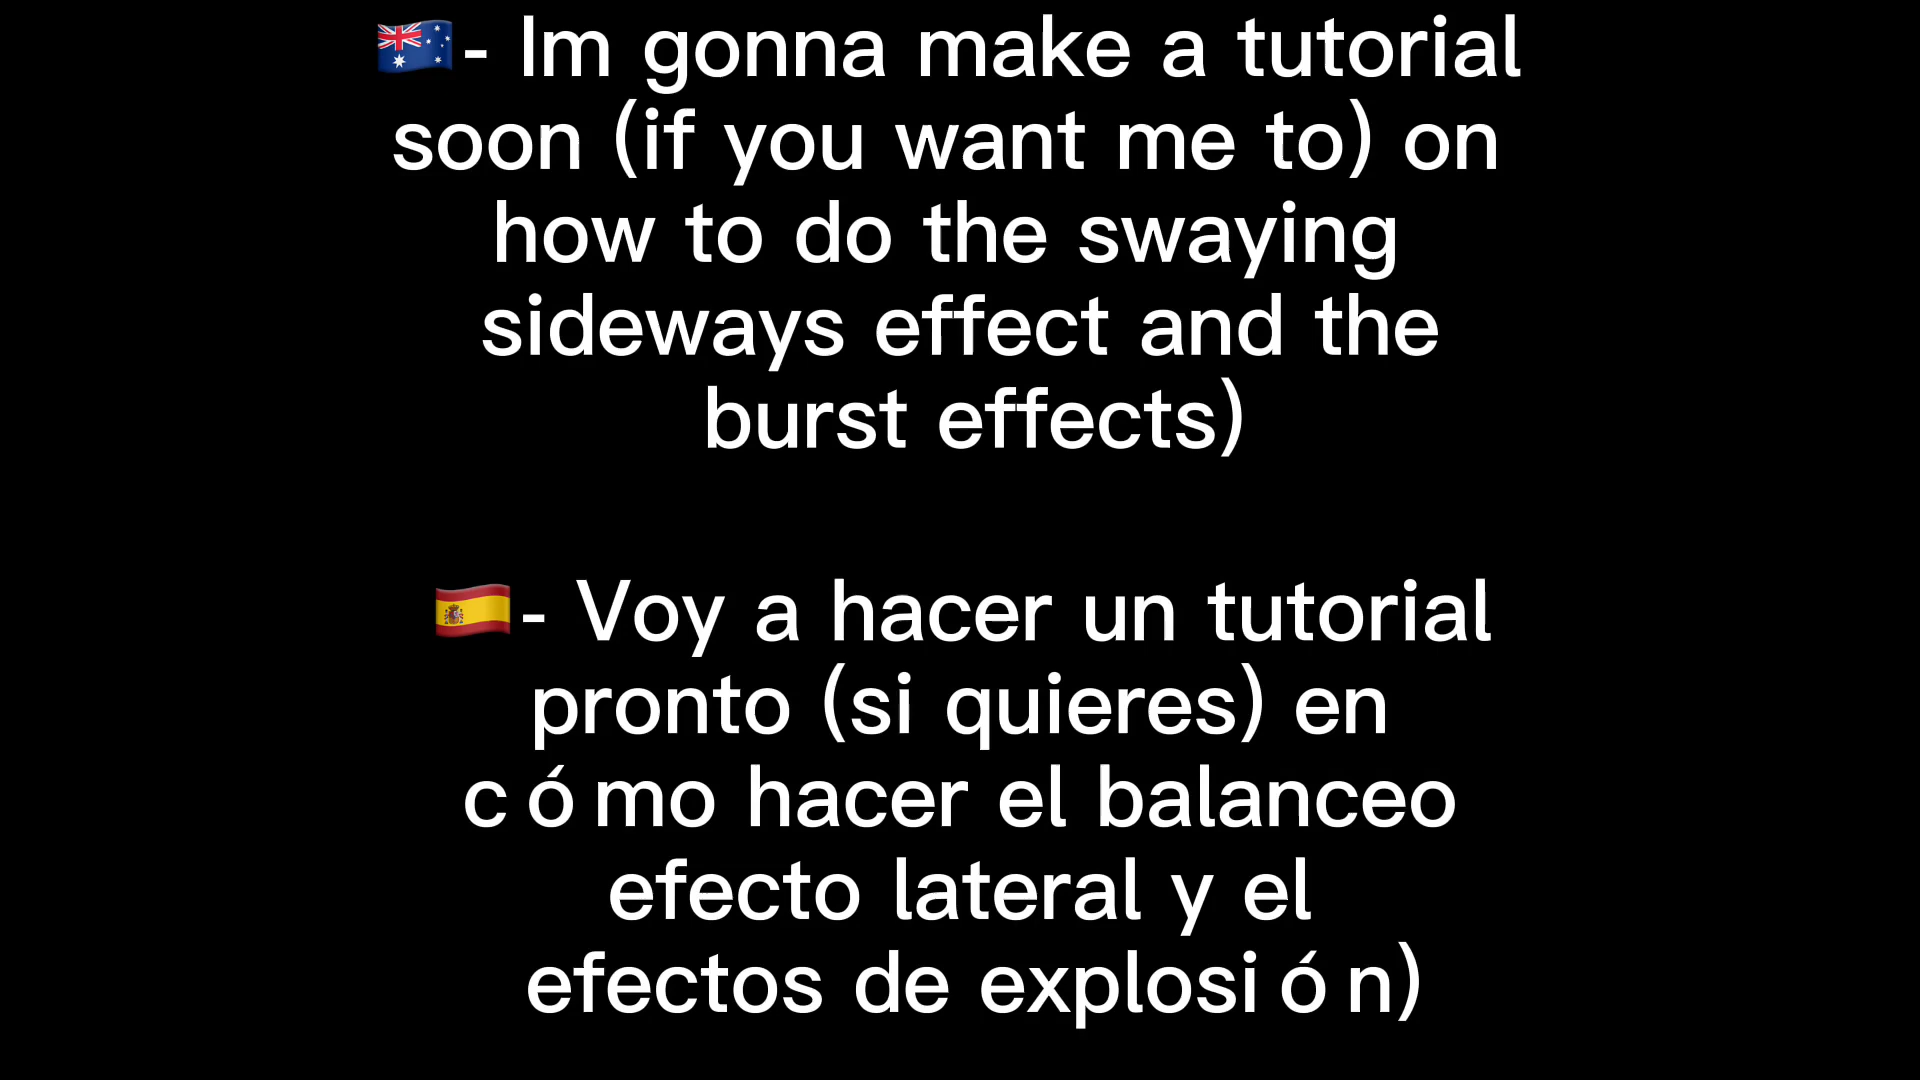 🇦🇺- Im gonna make a tutorial
soon (if you want me to) on
how to do the swaying
sideways effect and the
burst effects)
🇪🇸- Voy a hacer un tutorial
pronto (si quieres) en
cómo hacer el balanceo
efecto lateral y el
efectos de explosión)